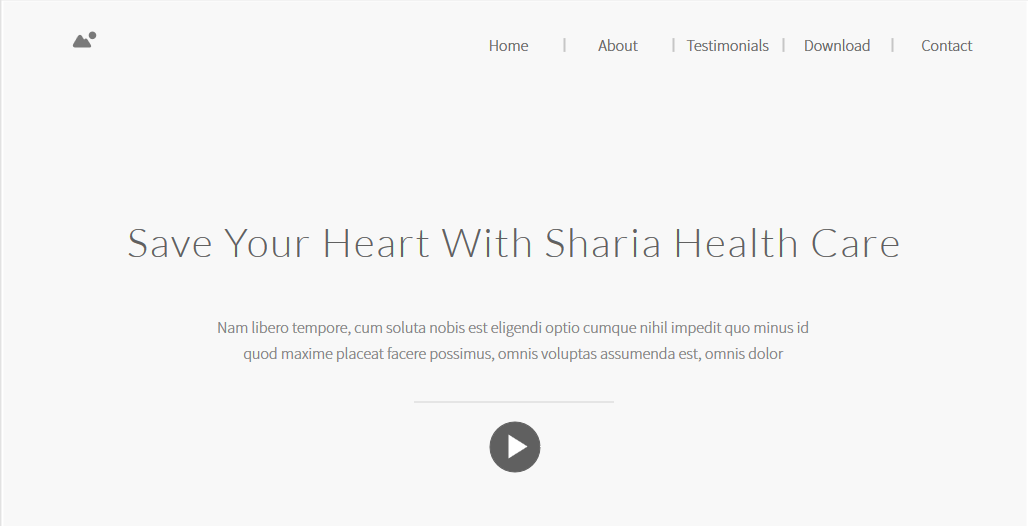 Home | About | Testimonials | Download | Contact
Save Your Heart With Sharia Health Care
Nam libero tempore, cum soluta nobis est eligendi optio cumque nihil impedit quo minus id
quod maxime placeat facere possimus, omnis voluptas assumenda est, omnis dolor